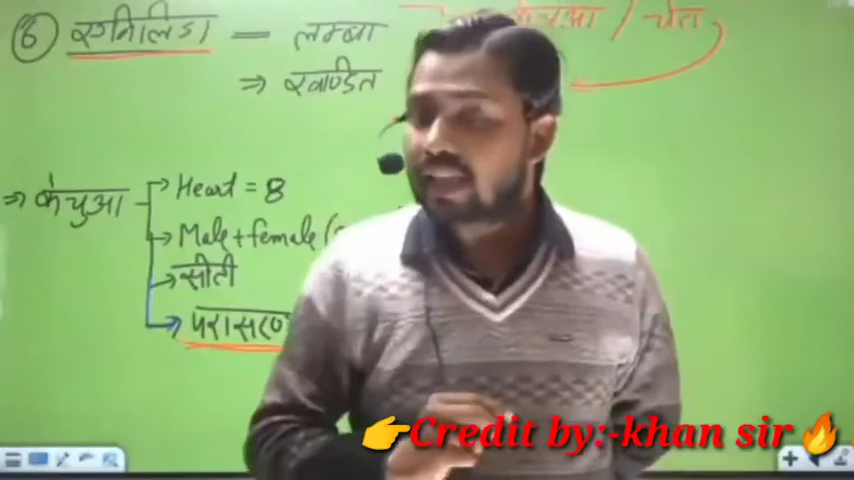 ⑥ एनीलिडा — लम्बा
केंचुआ / चेता
⇒ खण्डित
⇒ केंचुआ
→ Heart = 8
→ Male + female (
→ सीती
→ परासरण
👉Credit by:-khan sir🔥